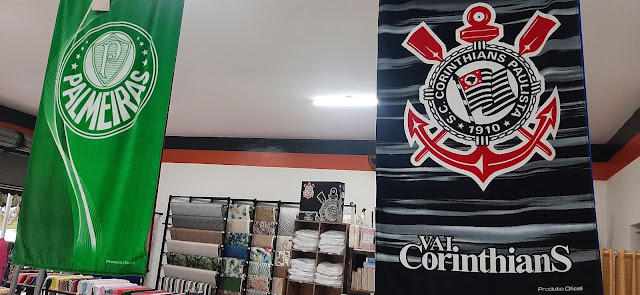 P
PALMEIRAS
Produto Oficial
S.C. CORINTHIANS PAULISTA
1910
VAI
CorinthianS
Produto Oficial